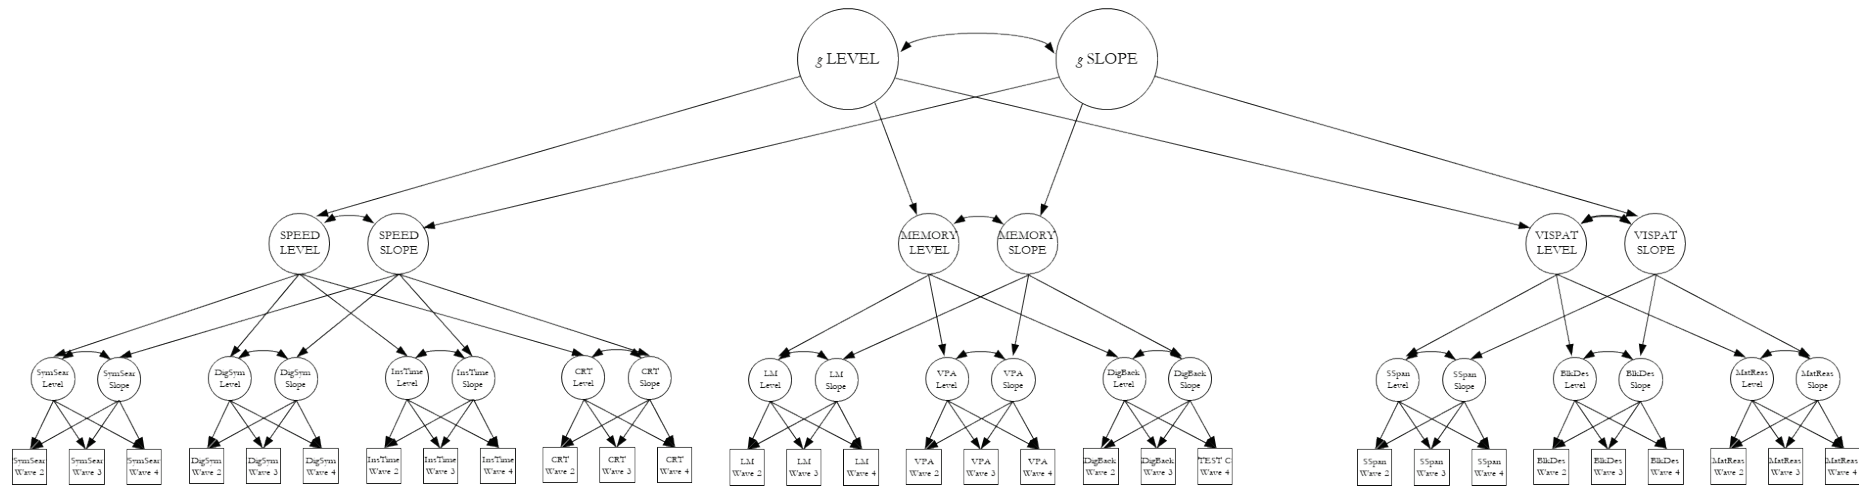 g LEVEL
g SLOPE
SPEED
LEVEL
SPEED
SLOPE
MEMORY
LEVEL
MEMORY
SLOPE
VISPAT
LEVEL
VISPAT
SLOPE
SymSear
Level
SymSear
Slope
DigSym
Level
DigSym
Slope
InsTime
Level
InsTime
Slope
CRT
Level
CRT
Slope
LM
Level
LM
Slope
VPA
Level
VPA
Slope
DigBack
Level
DigBack
Slope
SSpan
Level
SSpan
Slope
BlkDes
Level
BlkDes
Slope
MatReas
Level
MatReas
Slope
SymSear
Wave 2
SymSear
Wave 3
SymSear
Wave 4
DigSym
Wave 2
DigSym
Wave 3
DigSym
Wave 4
InsTime
Wave 2
InsTime
Wave 3
InsTime
Wave 4
CRT
Wave 2
CRT
Wave 3
CRT
Wave 4
LM
Wave 2
LM
Wave 3
LM
Wave 4
VPA
Wave 2
VPA
Wave 3
VPA
Wave 4
DigBack
Wave 2
DigBack
Wave 3
TEST C
Wave 4
SSpan
Wave 2
SSpan
Wave 3
SSpan
Wave 4
BlkDes
Wave 2
BlkDes
Wave 3
BlkDes
Wave 4
MatReas
Wave 2
MatReas
Wave 3
MatReas
Wave 4